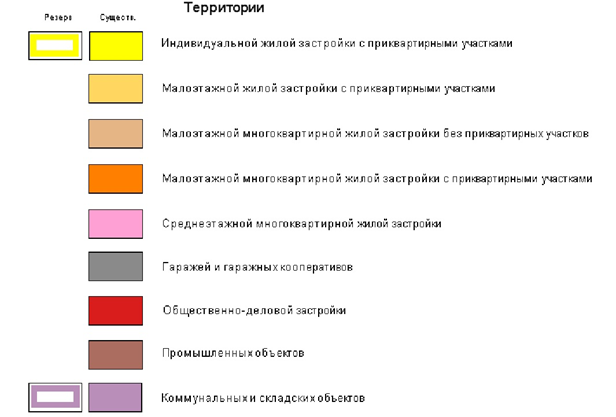 Территории
Резерв Существ.
Индивидуальной жилой застройки с приквартирными участками
Малоэтажной жилой застройки с приквартирными участками
Малоэтажной многоквартирной жилой застройки без приквартирных участков
Малоэтажной многоквартирной жилой застройки с приквартирными участками
Среднеэтажной многоквартирной жилой застройки
Гаражей и гаражных кооперативов
Общественно-деловой застройки
Промышленных объектов
Коммунальных и складских объектов